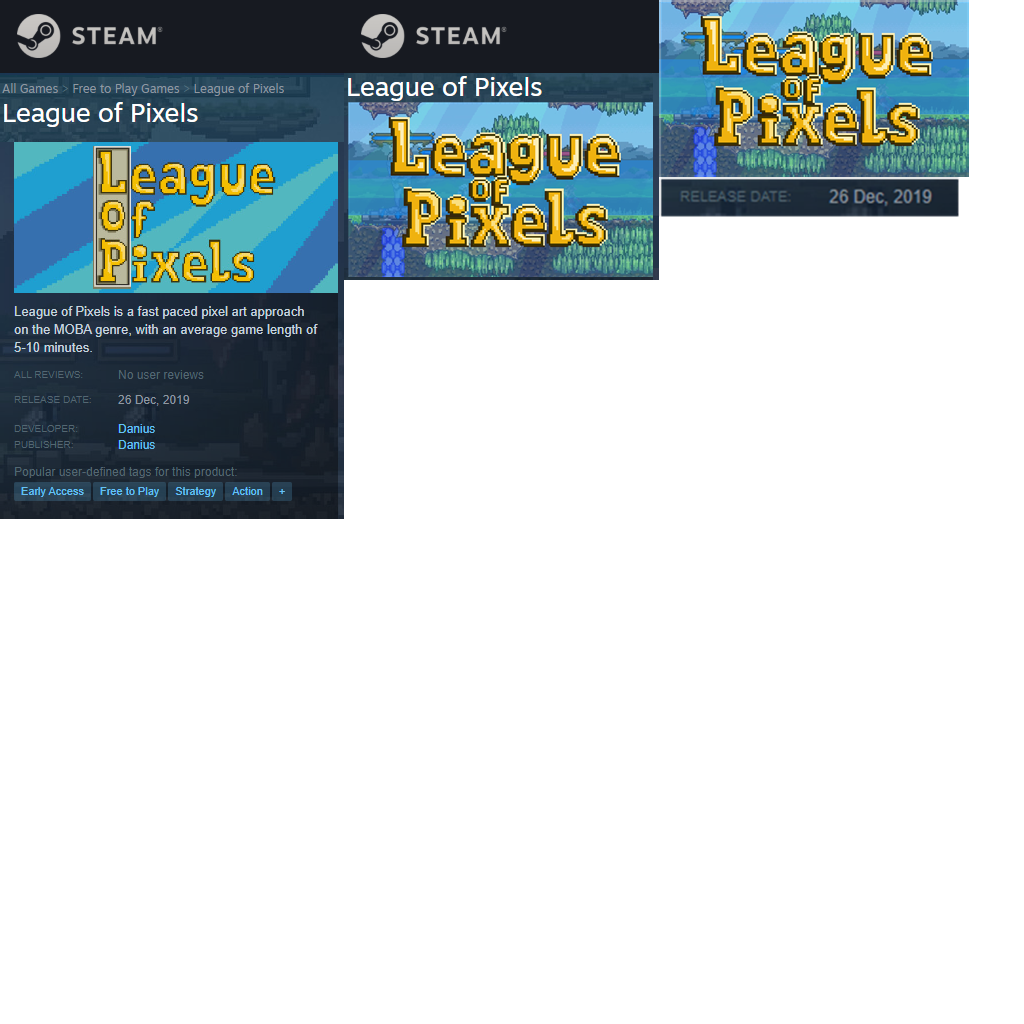 STEAM®
All Games > Free to Play Games > League of Pixels
League of Pixels
League
of
Pixels
League of Pixels is a fast paced pixel art approach
on the MOBA genre, with an average game length of
5-10 minutes.
ALL REVIEWS: No user reviews
RELEASE DATE: 26 Dec, 2019
DEVELOPER: Danius
PUBLISHER: Danius
Popular user-defined tags for this product:
Early Access Free to Play Strategy Action +
STEAM®
League of Pixels
League
OF
Pixels
League
OF
Pixels
RELEASE DATE: 26 Dec, 2019